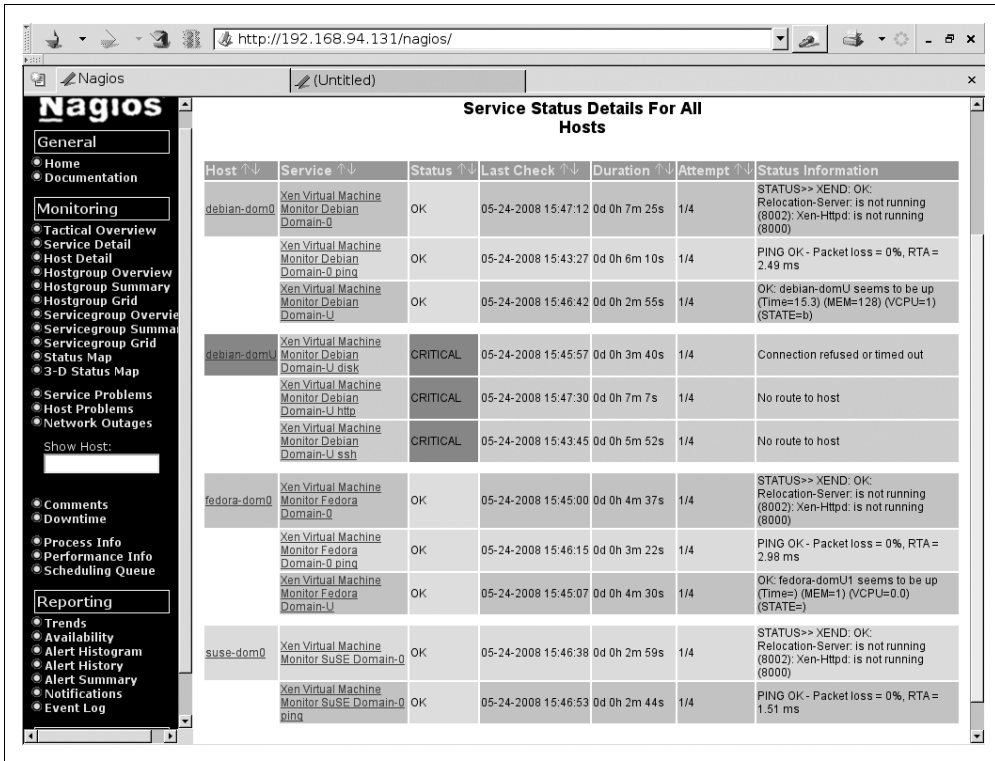 http://192.168.94.131/nagios/
Nagios
(Untitled)
Nagios
General
Home
Documentation
Monitoring
Tactical Overview
Service Detail
Host Detail
Hostgroup Overview
Hostgroup Summary
Hostgroup Grid
Servicegroup Overvie
Servicegroup Summar
Servicegroup Grid
Status Map
3-D Status Map
Service Problems
Host Problems
Network Outages
Show Host:
Comments
Downtime
Process Info
Performance Info
Scheduling Queue
Reporting
Trends
Availability
Alert Histogram
Alert History
Alert Summary
Notifications
Event Log
Service Status Details For All
Hosts
Host ↑↓ Service ↑↓ Status ↑↓ Last Check ↑↓ Duration ↑↓ Attempt ↑↓ Status Information
debian-dom0
Xen Virtual Machine
Monitor Debian
Domain-0
OK 05-24-2008 15:47:12 0d 0h 7m 25s 1/4
STATUS>> XEND: OK:
Relocation-Server: is not running
(8002): Xen-Httpd: is not running
(8000)
Xen Virtual Machine
Monitor Debian
Domain-0 ping
OK 05-24-2008 15:43:27 0d 0h 6m 10s 1/4
PING OK - Packet loss = 0%, RTA =
2.49 ms
Xen Virtual Machine
Monitor Debian
Domain-U
OK 05-24-2008 15:46:42 0d 0h 2m 55s 1/4
OK: debian-domU seems to be up
(Time=15.3) (MEM=128) (VCPU=1)
(STATE=b)
debian-domU
Xen Virtual Machine
Monitor Debian
Domain-U disk
CRITICAL 05-24-2008 15:45:57 0d 0h 3m 40s 1/4
Connection refused or timed out
Xen Virtual Machine
Monitor Debian
Domain-U http
CRITICAL 05-24-2008 15:47:30 0d 0h 7m 7s 1/4
No route to host
Xen Virtual Machine
Monitor Debian
Domain-U ssh
CRITICAL 05-24-2008 15:43:45 0d 0h 5m 52s 1/4
No route to host
fedora-dom0
Xen Virtual Machine
Monitor Fedora
Domain-0
OK 05-24-2008 15:45:00 0d 0h 4m 37s 1/4
STATUS>> XEND: OK:
Relocation-Server: is not running
(8002): Xen-Httpd: is not running
(8000)
Xen Virtual Machine
Monitor Fedora
Domain-0 ping
OK 05-24-2008 15:46:15 0d 0h 3m 22s 1/4
PING OK - Packet loss = 0%, RTA =
2.98 ms
Xen Virtual Machine
Monitor Fedora
Domain-U
OK 05-24-2008 15:45:07 0d 0h 4m 30s 1/4
OK: fedora-domU1 seems to be up
(Time=) (MEM=1) (VCPU=0.0)
(STATE=)
suse-dom0
Xen Virtual Machine
Monitor SuSE Domain-0
OK 05-24-2008 15:46:38 0d 0h 2m 59s 1/4
STATUS>> XEND: OK:
Relocation-Server: is not running
(8002): Xen-Httpd: is not running
(8000)
Xen Virtual Machine
Monitor SuSE Domain-0
ping
OK 05-24-2008 15:46:53 0d 0h 2m 44s 1/4
PING OK - Packet loss = 0%, RTA =
1.51 ms